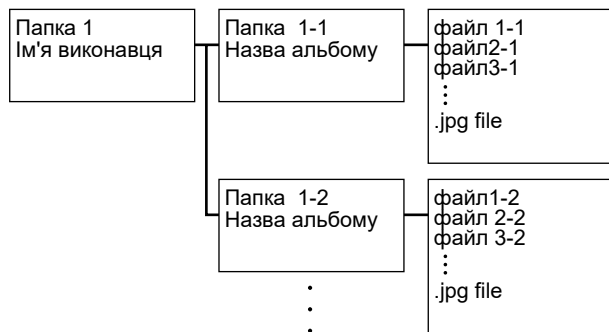 Папка 1
Ім'я виконавця
Папка 1-1
Назва альбому
файл 1-1
файл2-1
файл3-1
.jpg file
Папка 1-2
Назва альбому
файл1-2
файл 2-2
файл 3-2
.jpg file